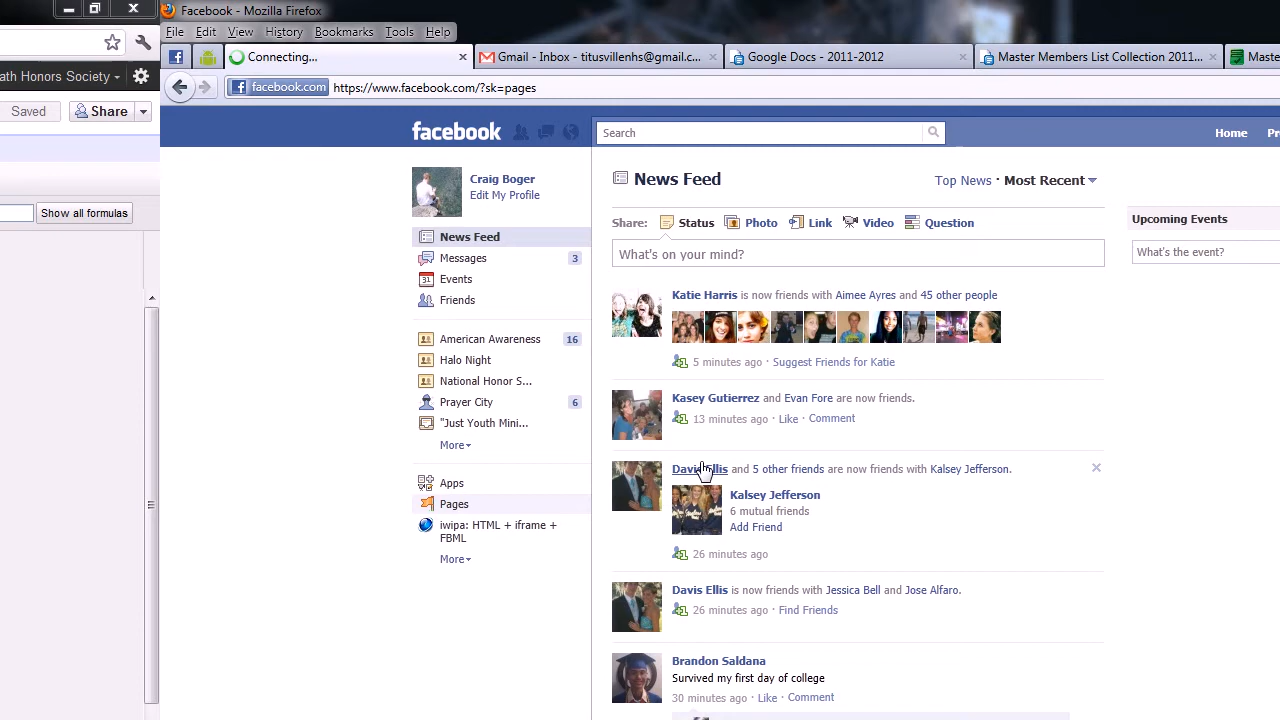 Facebook - Mozilla Firefox
File Edit View History Bookmarks Tools Help
Connecting...
Gmail - Inbox - titusvillenhs@gmail.c...
Google Docs - 2011-2012
Master Members List Collection 2011...
facebook.com https://www.facebook.com/?sk=pages
ath Honors Society
Saved
Share
Show all formulas
facebook
Search
Home
Craig Boger
Edit My Profile
News Feed
Messages 3
Events
Friends
American Awareness 16
Halo Night
National Honor S...
Prayer City 6
"Just Youth Mini...
More
Apps
Pages
iwipa: HTML + iframe +
FBML
More
News Feed
Top News · Most Recent
Share: Status Photo Link Video Question
What's on your mind?
Katie Harris is now friends with Aimee Ayres and 45 other people
5 minutes ago · Suggest Friends for Katie
Kasey Gutierrez and Evan Fore are now friends.
13 minutes ago · Like · Comment
Davis Ellis and 5 other friends are now friends with Kalsey Jefferson.
Kalsey Jefferson
6 mutual friends
Add Friend
26 minutes ago
Davis Ellis is now friends with Jessica Bell and Jose Alfaro.
26 minutes ago · Find Friends
Brandon Saldana
Survived my first day of college
30 minutes ago · Like · Comment
Upcoming Events
What's the event?